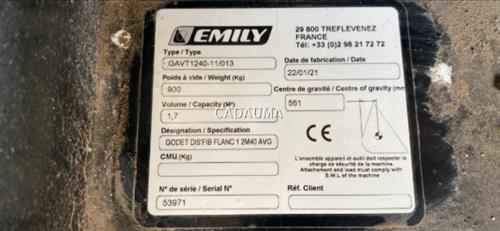 EMILY
29 800 TREFLEVENEZ
FRANCE
Tél: +33 (0)2 98 21 72 72
Type / Type
GAVT1240-11/013
Date de fabrication / Date
22/01/21
Poids à vide / Weight (Kg)
900
Centre de gravité / Centre of gravity (mm
561
Volume / Capacity (M³)
1,7
CADAUMA
Désignation / Specification
GODET DIS'FIB FLANC 1 2M40 AVG
CE
CMU (Kg)
L'ensemble appareil et outil doit respecter
la charge de sécurité de la machine.
Attachement and load must comply with
S.W.L of the machine.
N° de série / Serial N°
53971
Réf. Client